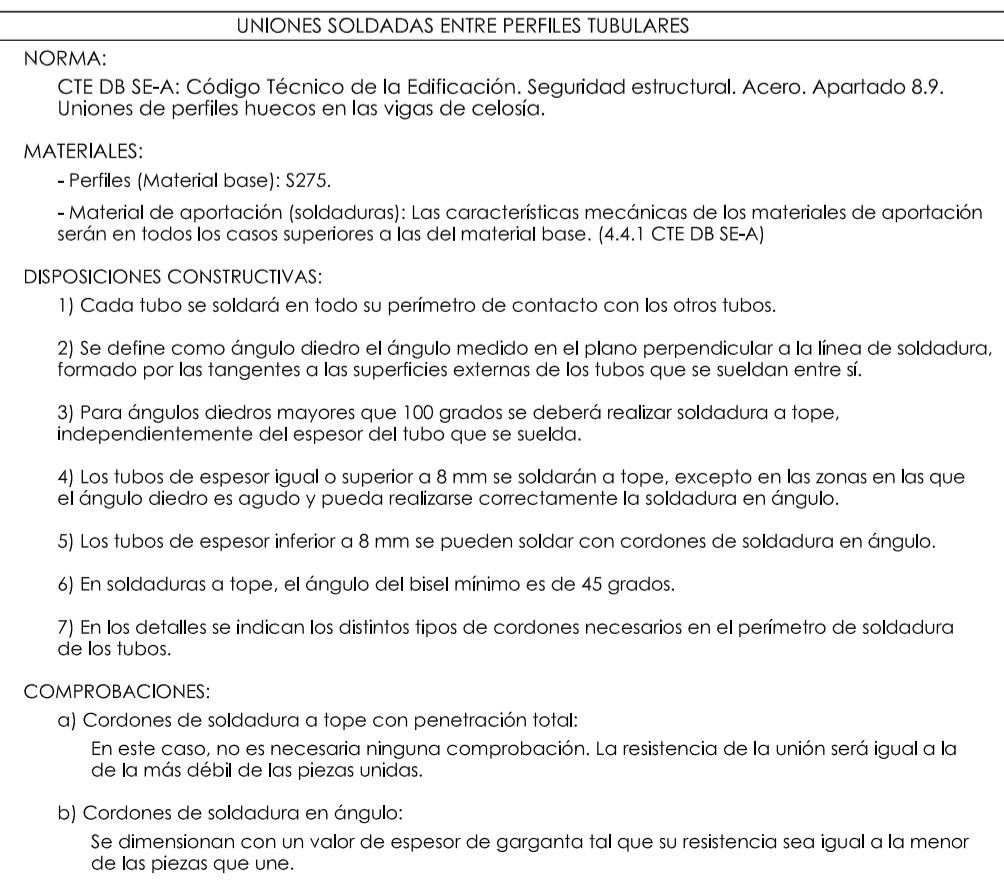 UNIONES SOLDADAS ENTRE PERFILES TUBULARES
NORMA:
CTE DB SE-A: Código Técnico de la Edificación. Seguridad estructural. Acero. Apartado 8.9.
Uniones de perfiles huecos en las vigas de celosía.
MATERIALES:
- Perfiles (Material base): S275.
- Material de aportación (soldaduras): Las características mecánicas de los materiales de aportación
serán en todos los casos superiores a las del material base. (4.4.1 CTE DB SE-A)
DISPOSICIONES CONSTRUCTIVAS:
1) Cada tubo se soldará en todo su perímetro de contacto con los otros tubos.
2) Se define como ángulo diedro el ángulo medido en el plano perpendicular a la línea de soldadura,
formado por las tangentes a las superficies externas de los tubos que se sueldan entre sí.
3) Para ángulos diedros mayores que 100 grados se deberá realizar soldadura a tope,
independientemente del espesor del tubo que se suelda.
4) Los tubos de espesor igual o superior a 8 mm se soldarán a tope, excepto en las zonas en las que
el ángulo diedro es agudo y pueda realizarse correctamente la soldadura en ángulo.
5) Los tubos de espesor inferior a 8 mm se pueden soldar con cordones de soldadura en ángulo.
6) En soldaduras a tope, el ángulo del bisel mínimo es de 45 grados.
7) En los detalles se indican los distintos tipos de cordones necesarios en el perímetro de soldadura
de los tubos.
COMPROBACIONES:
a) Cordones de soldadura a tope con penetración total:
En este caso, no es necesaria ninguna comprobación. La resistencia de la unión será igual a la
de la más débil de las piezas unidas.
b) Cordones de soldadura en ángulo:
Se dimensionan con un valor de espesor de garganta tal que su resistencia sea igual a la menor
de las piezas que une.